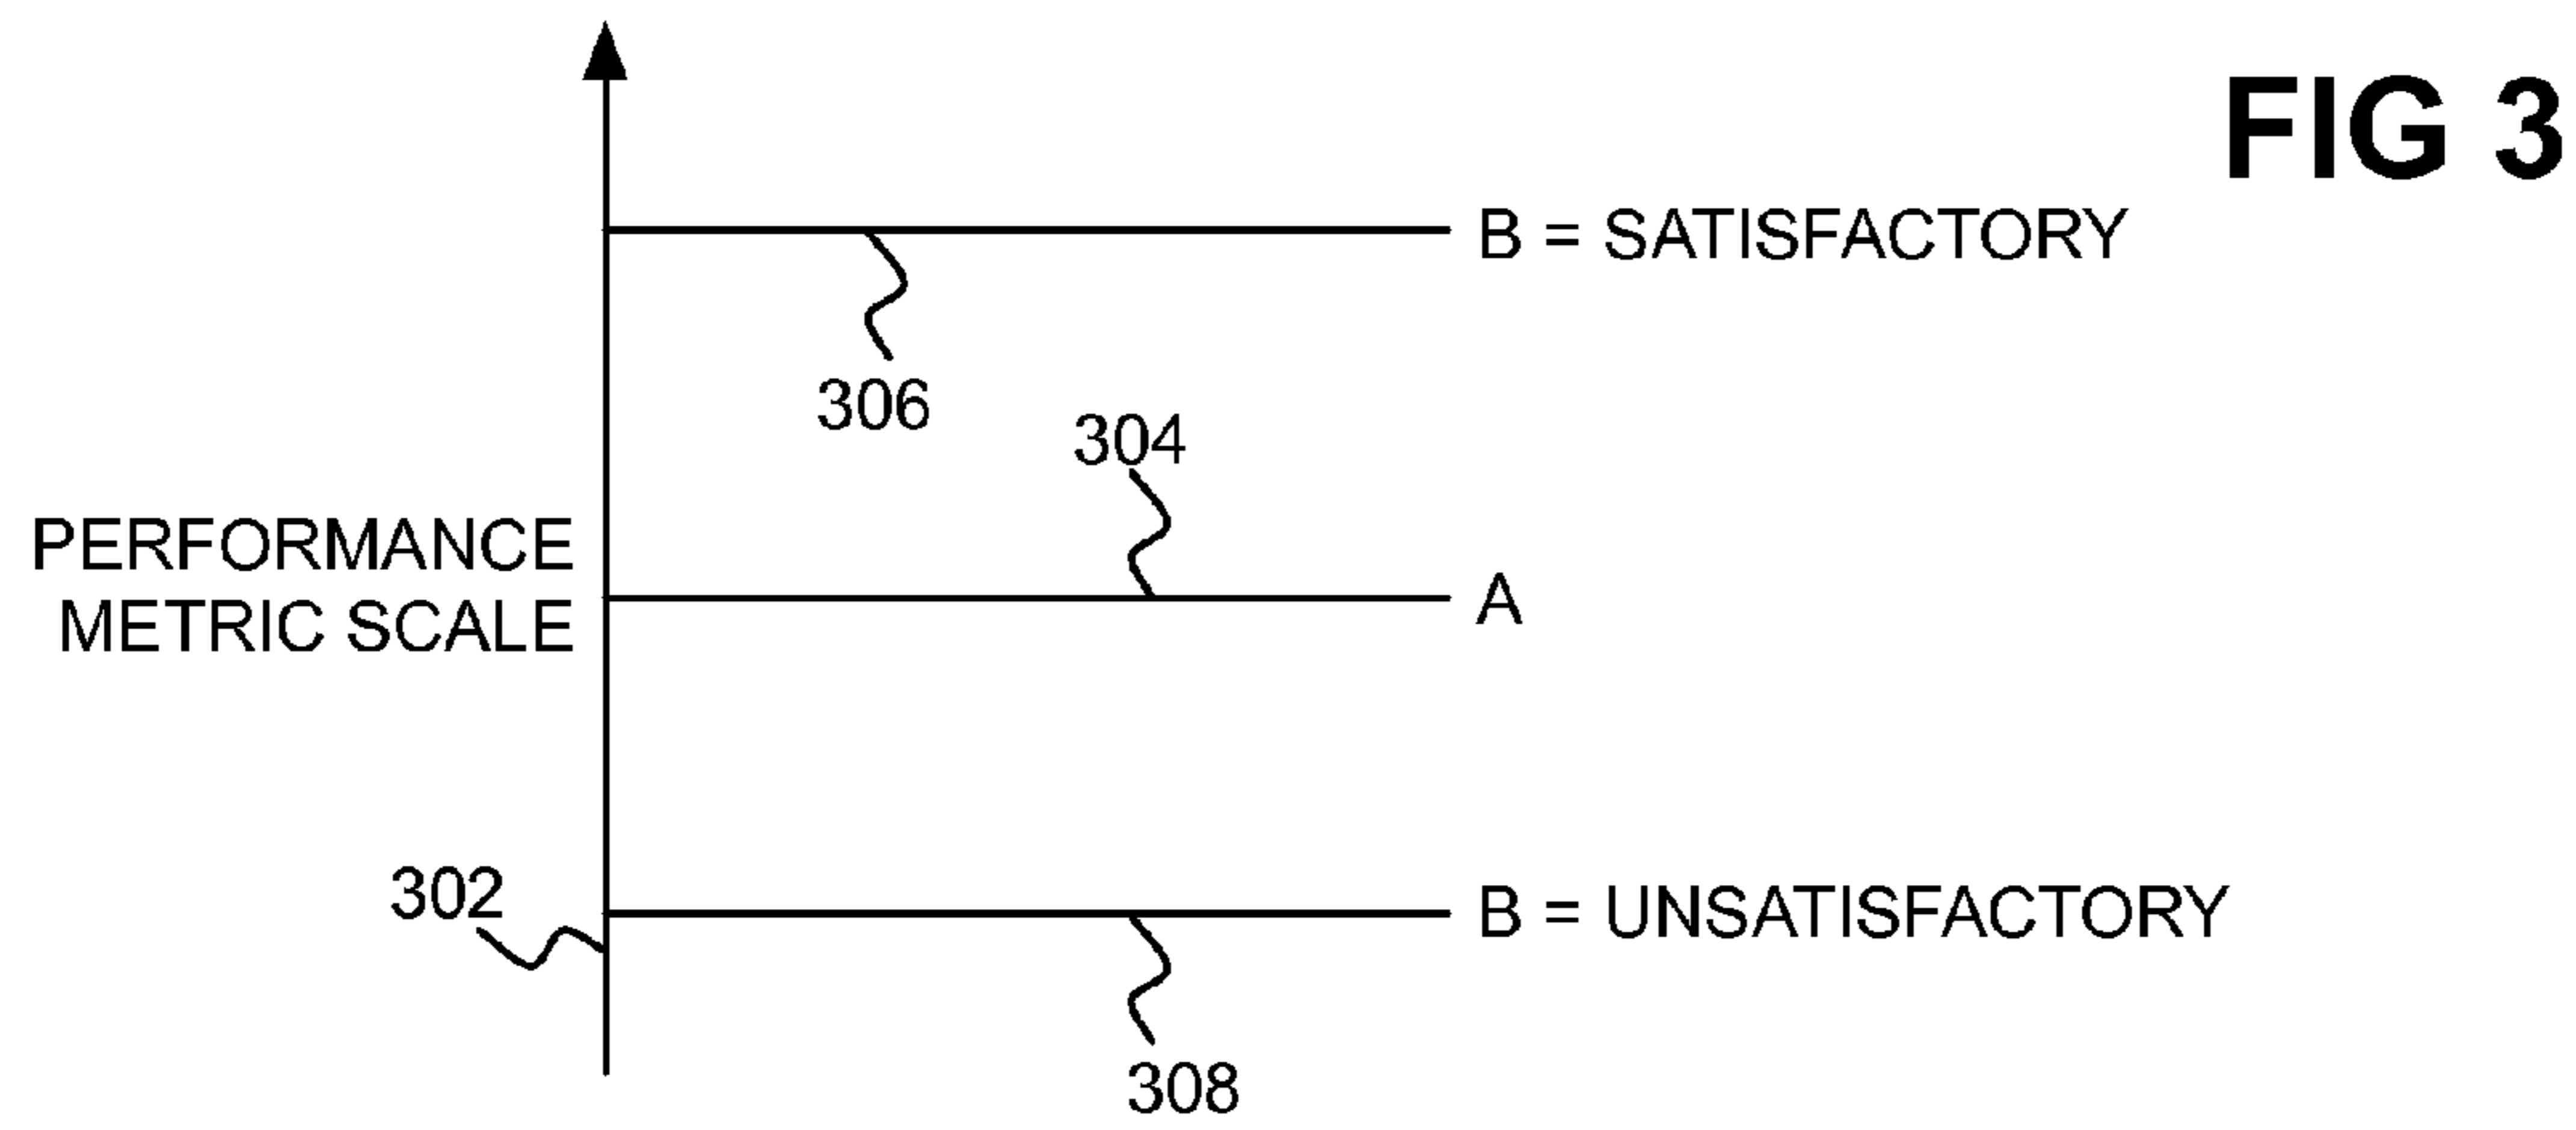 FIG 3
B = SATISFACTORY
306
304
PERFORMANCE
METRIC SCALE
A
302
B = UNSATISFACTORY
308